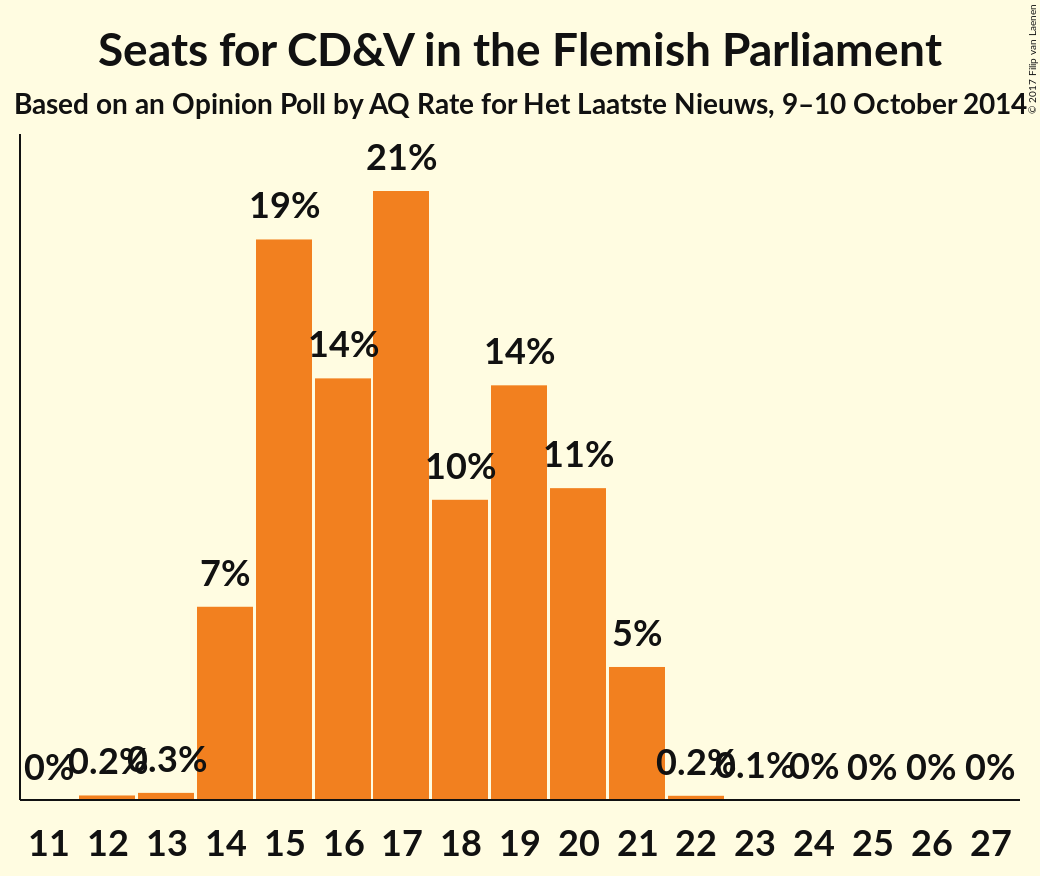 Seats for CD&V in the Flemish Parliament
Based on an Opinion Poll by AQ Rate for Het Laatste Nieuws, 9–10 October 2014
© 2017 Filip van Laenen
0% 0.2% 0.3% 7% 19% 14% 21% 10% 14% 11% 5% 0.2% 0.1% 0% 0% 0% 0%
11 12 13 14 15 16 17 18 19 20 21 22 23 24 25 26 27